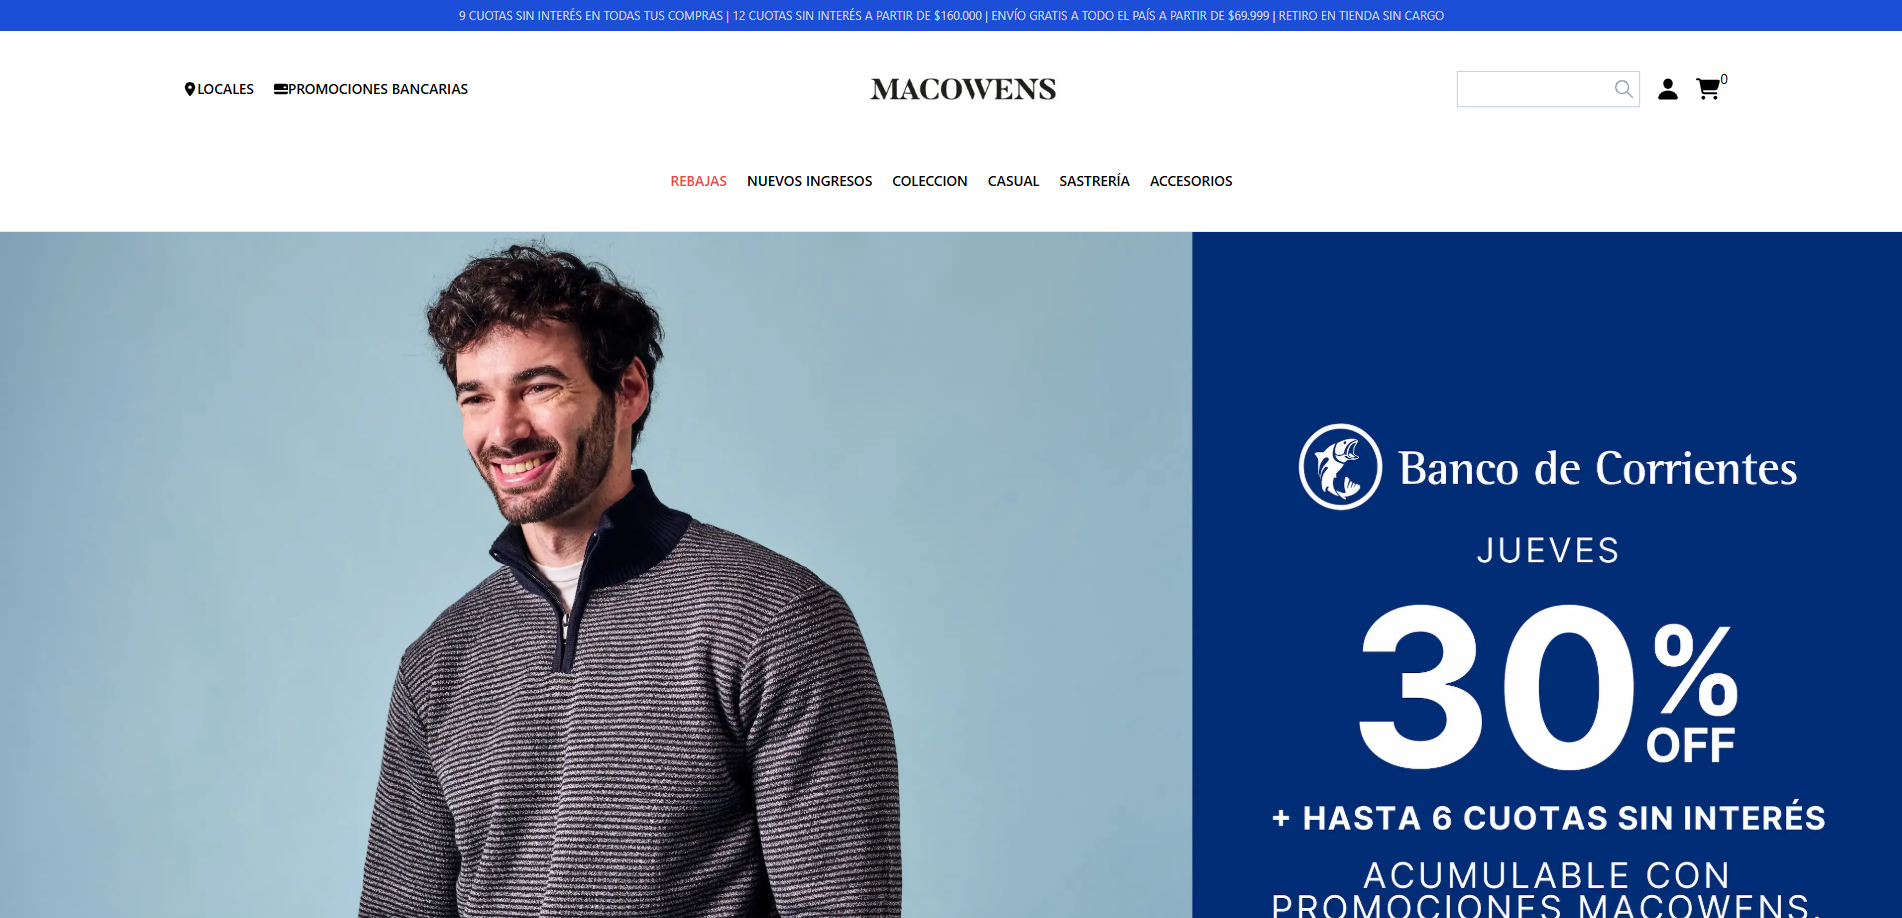 9 CUOTAS SIN INTERÉS EN TODAS TUS COMPRAS | 12 CUOTAS SIN INTERÉS A PARTIR DE $160.000 | ENVÍO GRATIS A TODO EL PAÍS A PARTIR DE $69.999 | RETIRO EN TIENDA SIN CARGO
LOCALES PROMOCIONES BANCARIAS MACOWENS 0
REBAJAS NUEVOS INGRESOS COLECCION CASUAL SASTRERÍA ACCESORIOS
Banco de Corrientes
JUEVES
30% OFF
+ HASTA 6 CUOTAS SIN INTERÉS
ACUMULABLE CON
PROMOCIONES MACOWENS.